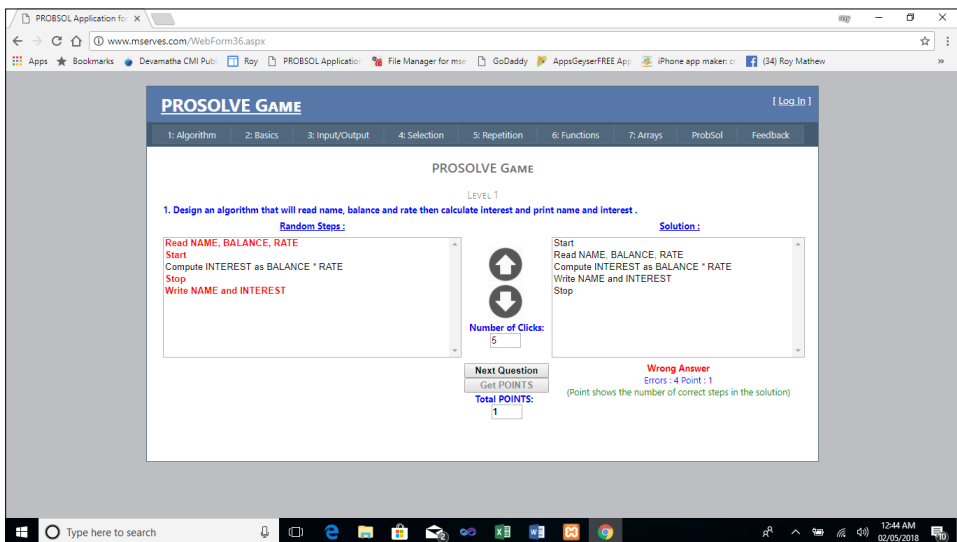 PROBSOL Application for
www.mserves.com/WebForm36.aspx
Apps Bookmarks Devamatha CMI Publ Roy PROBSOL Application File Manager for mse GoDaddy AppsGeyserFREE App iPhone app maker: cr (34) Roy Mathew »
PROSOLVE GAME
[ Log In ]
1: Algorithm 2: Basics 3: Input/Output 4: Selection 5: Repetition 6: Functions 7: Arrays ProbSol Feedback
PROSOLVE GAME
LEVEL 1
1. Design an algorithm that will read name, balance and rate then calculate interest and print name and interest .
Random Steps :
Read NAME, BALANCE, RATE
Start
Compute INTEREST as BALANCE * RATE
Stop
Write NAME and INTEREST
Number of Clicks:
5
Next Question
Get POINTS
Total POINTS:
1
Solution :
Start
Read NAME, BALANCE, RATE
Compute INTEREST as BALANCE * RATE
Write NAME and INTEREST
Stop
Wrong Answer
Errors : 4 Point : 1
(Point shows the number of correct steps in the solution)
Type here to search
12:44 AM
02/05/2018